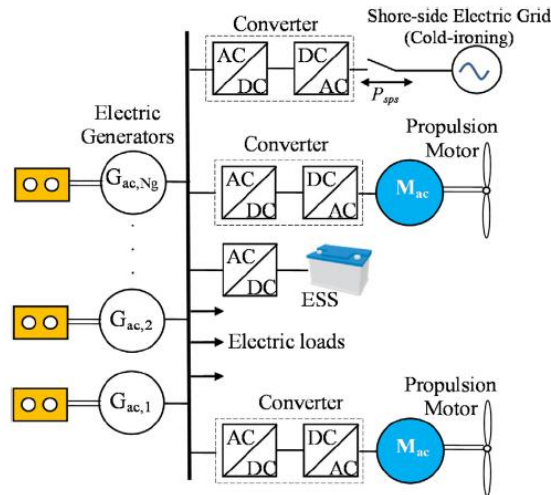 Converter
Shore-side Electric Grid
(Cold-ironing)
AC
DC
DC
AC
P_sps
Electric
Generators
Converter
Propulsion
Motor
G_ac,Ng
AC
DC
DC
AC
M_ac
AC
DC
ESS
G_ac,2
Electric loads
G_ac,1
Converter
Propulsion
Motor
AC
DC
DC
AC
M_ac